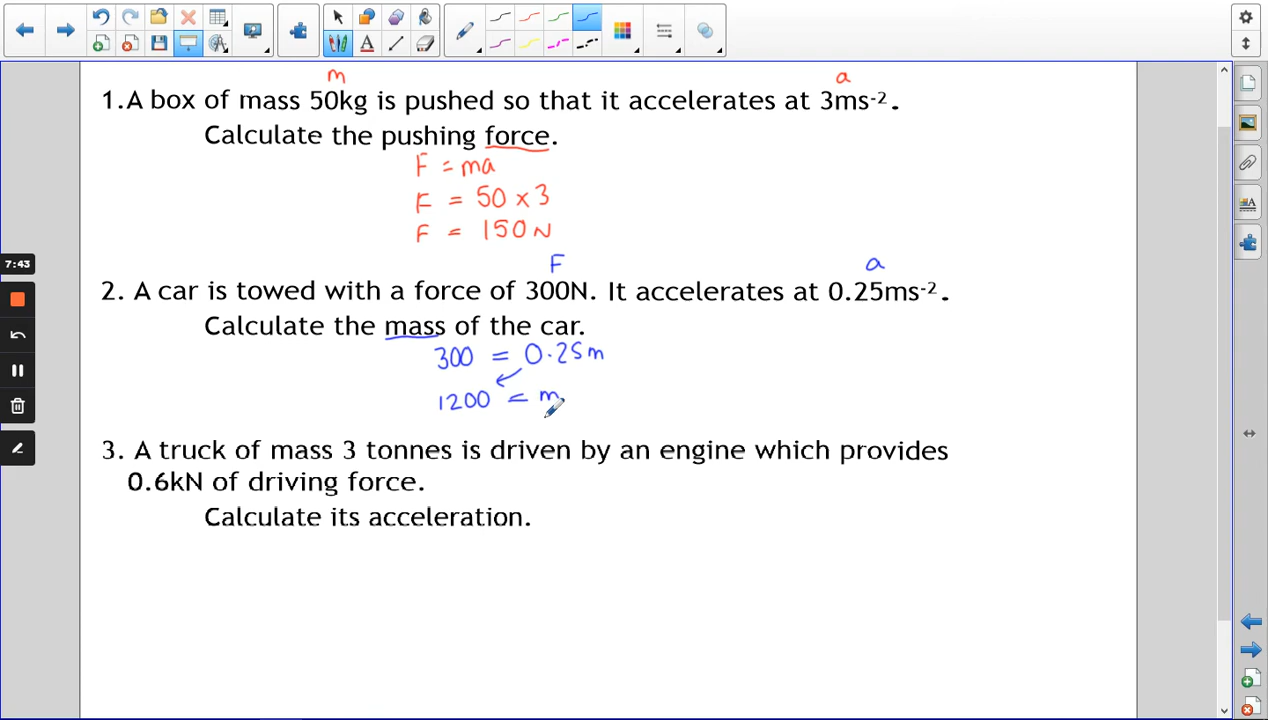 m a
1.A box of mass 50kg is pushed so that it accelerates at 3ms-2.
Calculate the pushing force.
F = ma
F = 50 × 3
F = 150N
F a
2. A car is towed with a force of 300N. It accelerates at 0.25ms-2.
Calculate the mass of the car.
300 = 0.25m
1200 = m
3. A truck of mass 3 tonnes is driven by an engine which provides
0.6kN of driving force.
Calculate its acceleration.
7:43